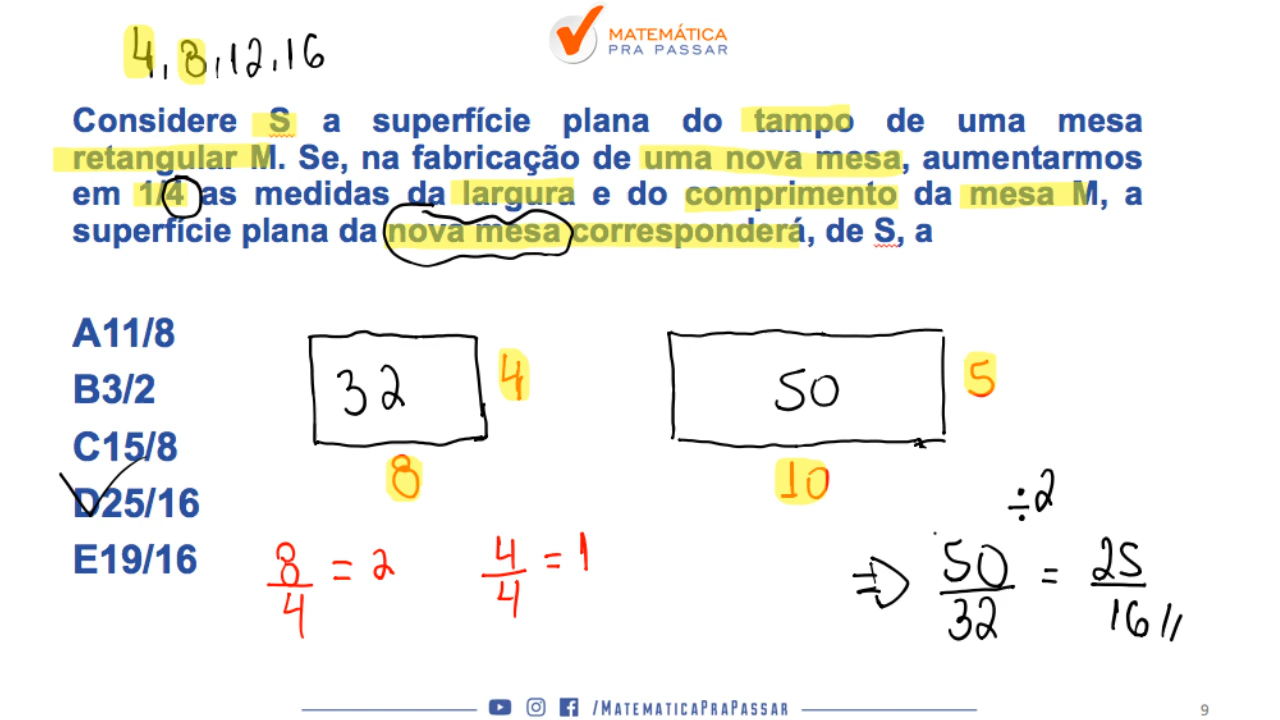 4, 8, 12, 16
MATEMÁTICA
PRA PASSAR
Considere S a superfície plana do tampo de uma mesa
retangular M. Se, na fabricação de uma nova mesa, aumentarmos
em 1/4 as medidas da largura e do comprimento da mesa M, a
superfície plana da nova mesa corresponderá, de S, a
A11/8
B3/2
C15/8
D25/16
E19/16
32
4
8
50
5
10
8/4 = 2
4/4 = 1
÷2
⇒ 50/32 = 25/16 //
/MATEMATICAPRAPASSAR
9